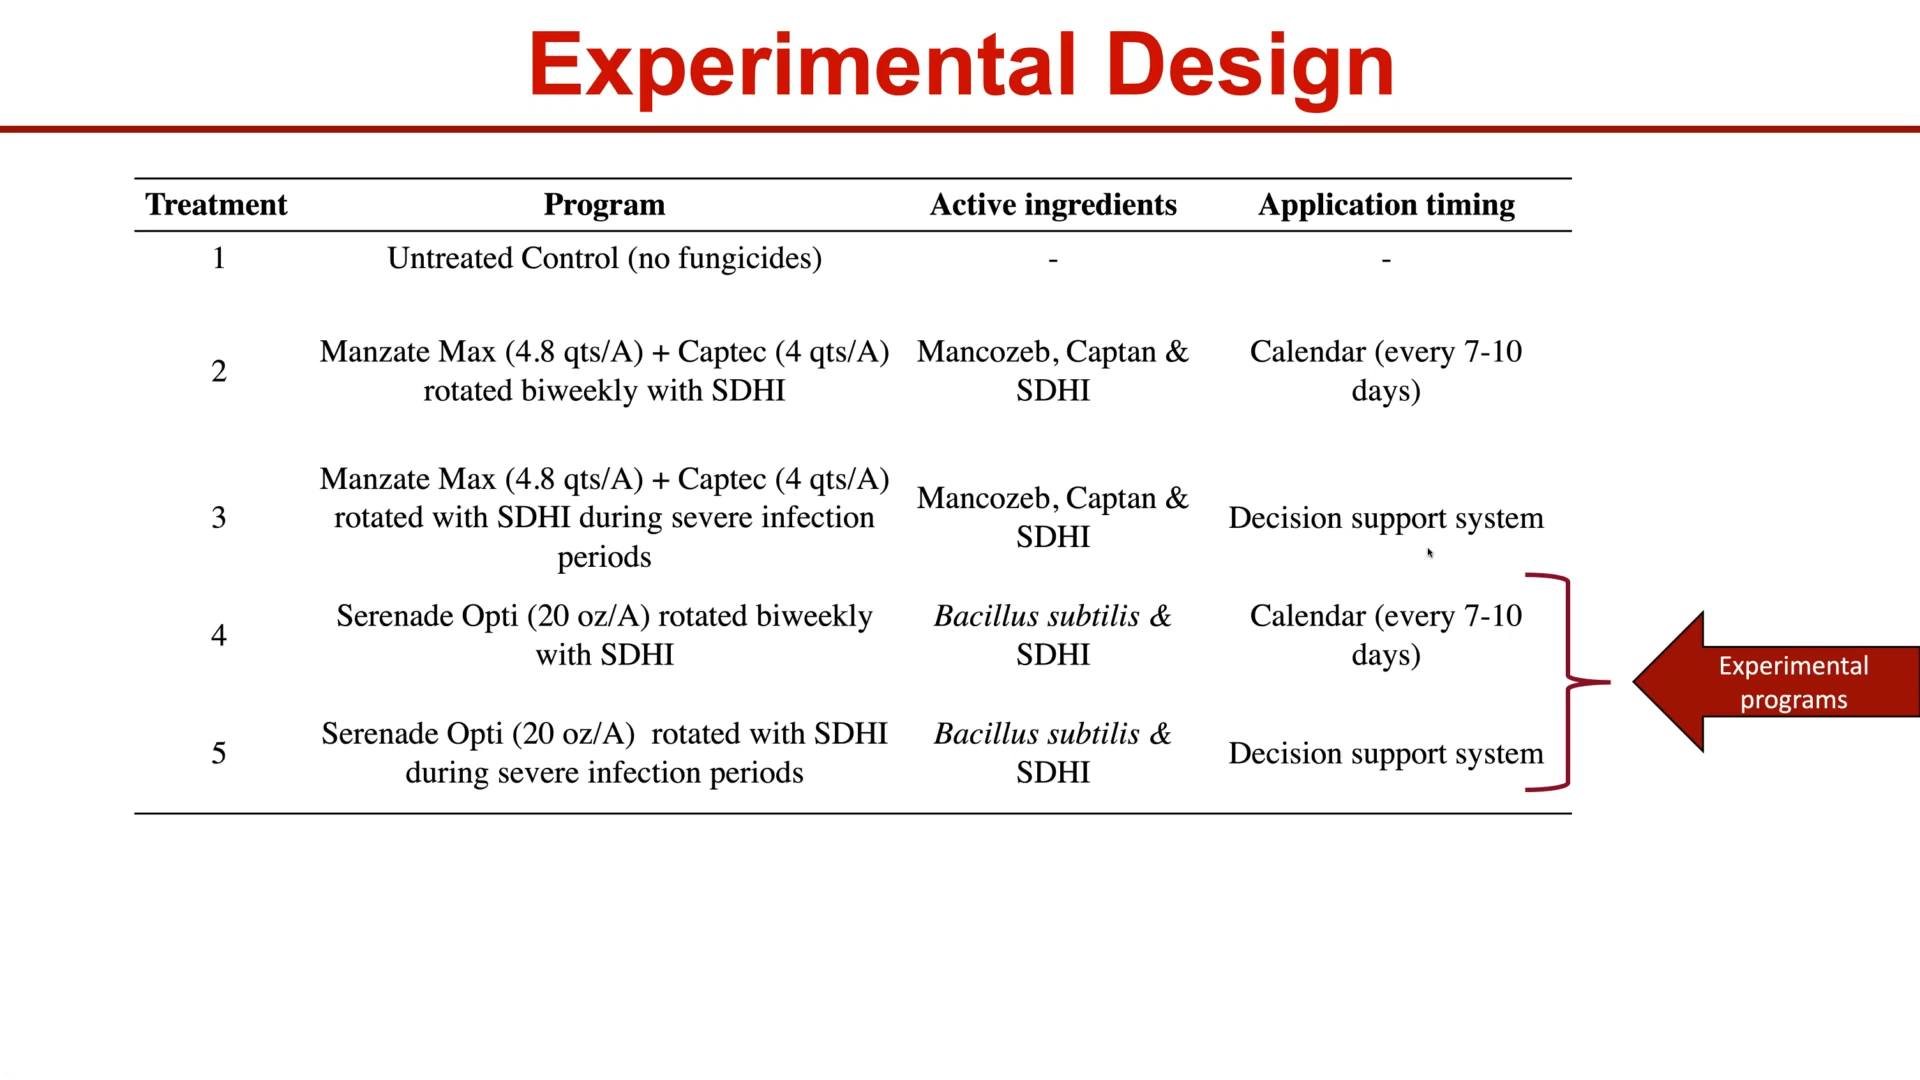 Experimental Design
Treatment Program Active ingredients Application timing
1 Untreated Control (no fungicides) - -
2 Manzate Max (4.8 qts/A) + Captec (4 qts/A)
rotated biweekly with SDHI
Mancozeb, Captan &
SDHI
Calendar (every 7-10
days)
3 Manzate Max (4.8 qts/A) + Captec (4 qts/A)
rotated with SDHI during severe infection
periods
Mancozeb, Captan &
SDHI
Decision support system
4 Serenade Opti (20 oz/A) rotated biweekly
with SDHI
Bacillus subtilis &
SDHI
Calendar (every 7-10
days)
5 Serenade Opti (20 oz/A) rotated with SDHI
during severe infection periods
Bacillus subtilis &
SDHI
Decision support system
Experimental
programs